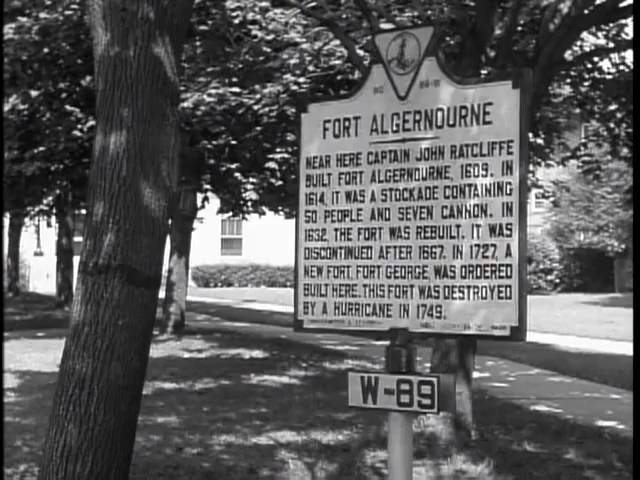 FORT ALGERNOURNE
NEAR HERE CAPTAIN JOHN RATCLIFFE
BUILT FORT ALGERNOURNE, 1609. IN
1614, IT WAS A STOCKADE CONTAINING
50 PEOPLE AND SEVEN CANNON. IN
1632, THE FORT WAS REBUILT. IT WAS
DISCONTINUED AFTER 1667. IN 1727, A
NEW FORT, FORT GEORGE, WAS ORDERED
BUILT HERE. THIS FORT WAS DESTROYED
BY A HURRICANE IN 1749.
W-89